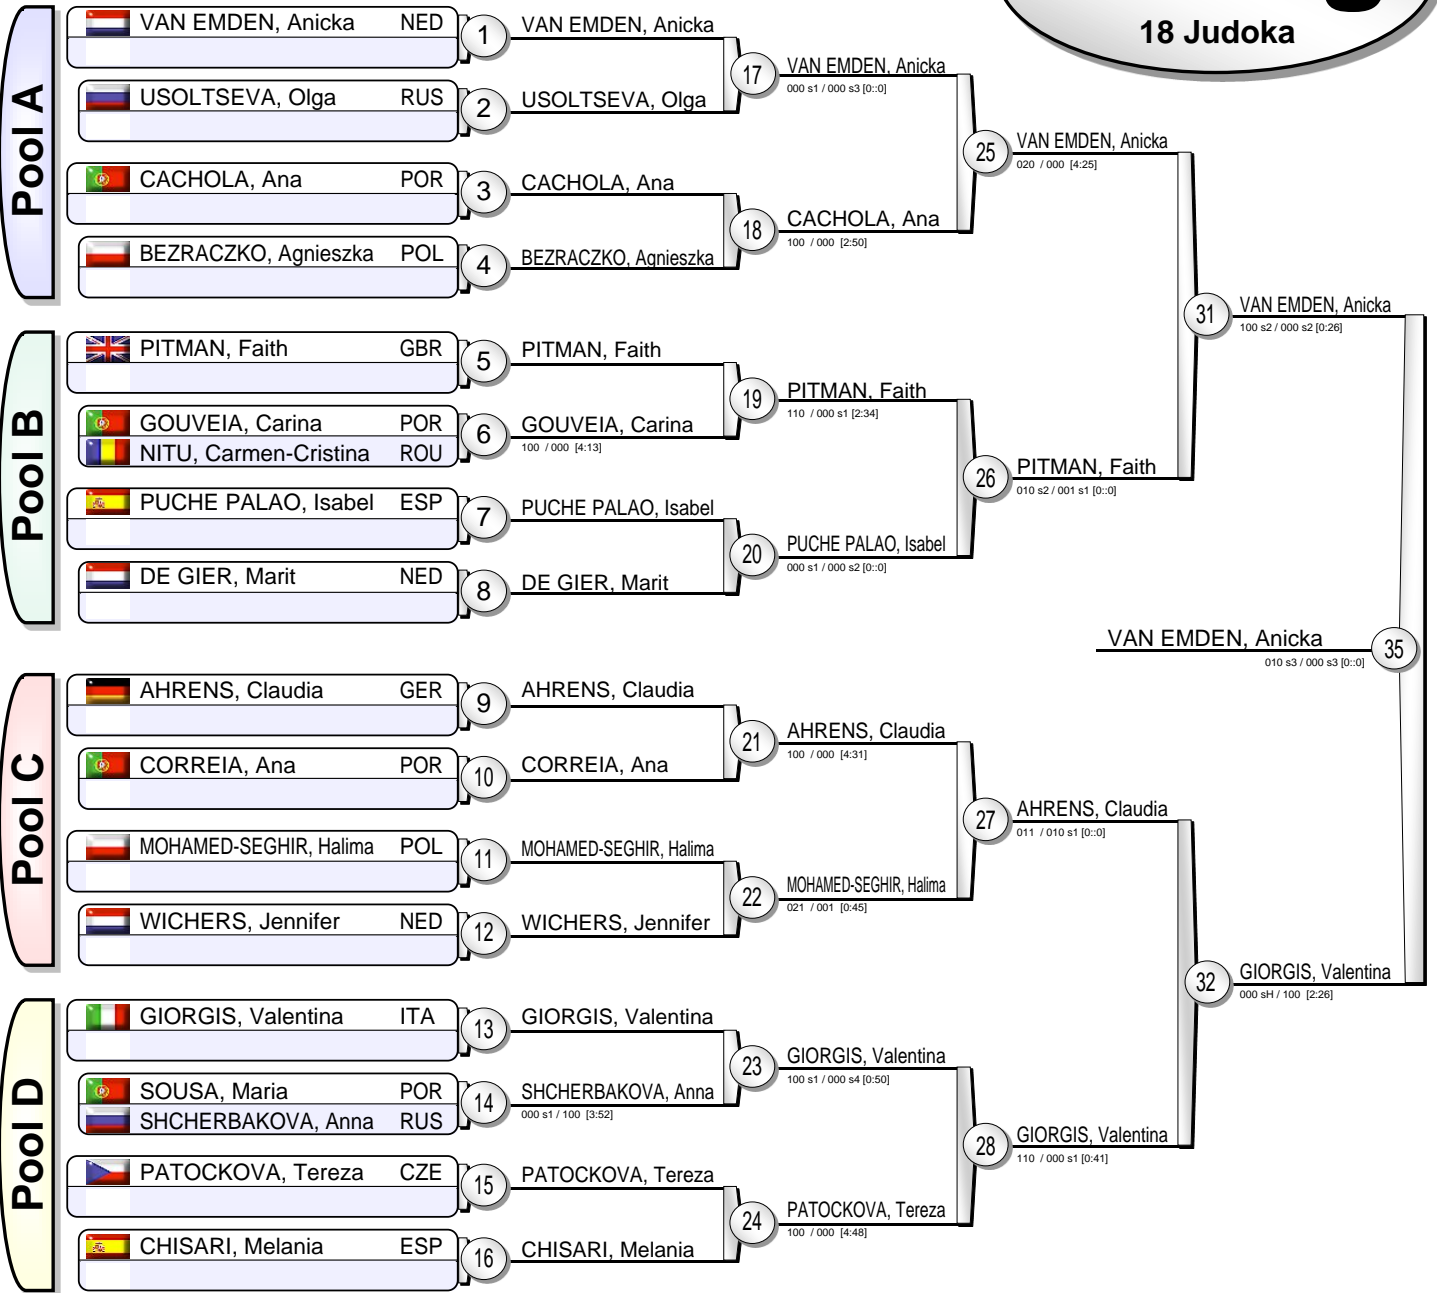 18 Judoka
Pool A
VAN EMDEN, Anicka NED
1
VAN EMDEN, Anicka
USOLTSEVA, Olga RUS
2
USOLTSEVA, Olga
17
VAN EMDEN, Anicka
000 s1 / 000 s3 [0::0]
CACHOLA, Ana POR
3
CACHOLA, Ana
BEZRACZKO, Agnieszka POL
4
BEZRACZKO, Agnieszka
18
CACHOLA, Ana
100 / 000 [2:50]
25
VAN EMDEN, Anicka
020 / 000 [4:25]
Pool B
PITMAN, Faith GBR
5
PITMAN, Faith
GOUVEIA, Carina POR
NITU, Carmen-Cristina ROU
6
GOUVEIA, Carina
100 / 000 [4:13]
19
PITMAN, Faith
110 / 000 s1 [2:34]
PUCHE PALAO, Isabel ESP
7
PUCHE PALAO, Isabel
DE GIER, Marit NED
8
DE GIER, Marit
20
PUCHE PALAO, Isabel
000 s1 / 000 s2 [0::0]
26
PITMAN, Faith
010 s2 / 001 s1 [0::0]
31
VAN EMDEN, Anicka
100 s2 / 000 s2 [0:26]
VAN EMDEN, Anicka
010 s3 / 000 s3 [0::0]
35
Pool C
AHRENS, Claudia GER
9
AHRENS, Claudia
CORREIA, Ana POR
10
CORREIA, Ana
21
AHRENS, Claudia
100 / 000 [4:31]
MOHAMED-SEGHIR, Halima POL
11
MOHAMED-SEGHIR, Halima
WICHERS, Jennifer NED
12
WICHERS, Jennifer
22
MOHAMED-SEGHIR, Halima
021 / 001 [0:45]
27
AHRENS, Claudia
011 / 010 s1 [0::0]
Pool D
GIORGIS, Valentina ITA
13
GIORGIS, Valentina
SOUSA, Maria POR
SHCHERBAKOVA, Anna RUS
14
SHCHERBAKOVA, Anna
000 s1 / 100 [3:52]
23
GIORGIS, Valentina
100 s1 / 000 s4 [0:50]
PATOCKOVA, Tereza CZE
15
PATOCKOVA, Tereza
CHISARI, Melania ESP
16
CHISARI, Melania
24
PATOCKOVA, Tereza
100 / 000 [4:48]
28
GIORGIS, Valentina
110 / 000 s1 [0:41]
32
GIORGIS, Valentina
000 sH / 100 [2:26]